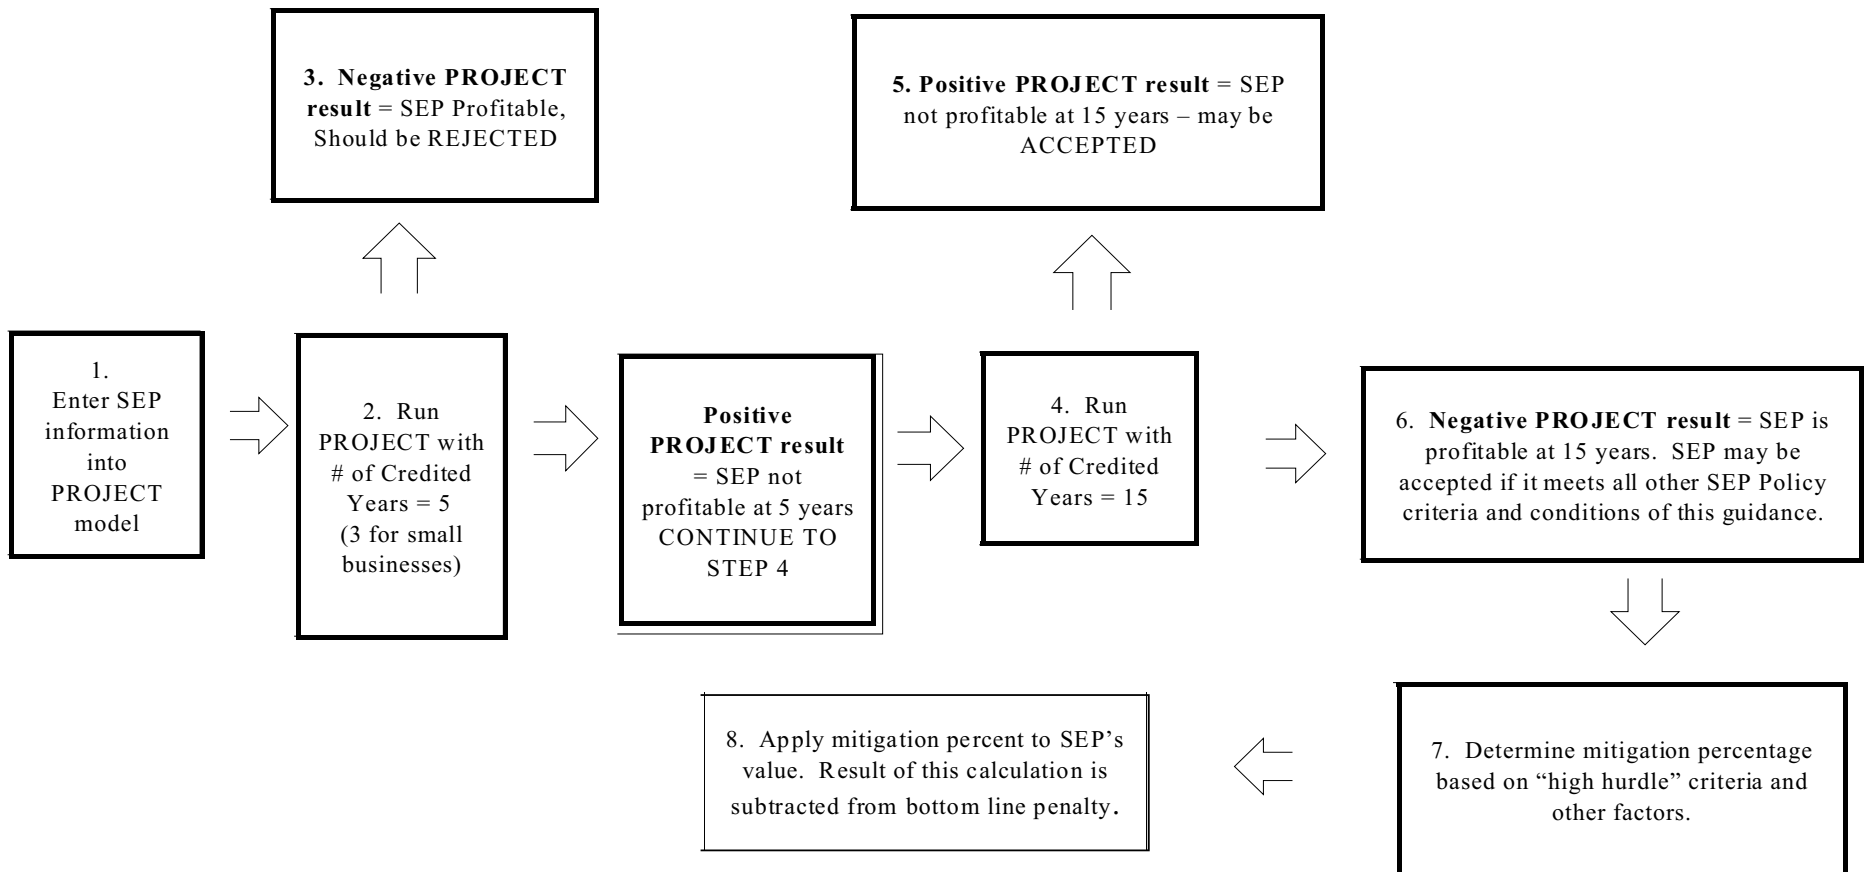 3. Negative PROJECT
result = SEP Profitable,
Should be REJECTED
5. Positive PROJECT result = SEP
not profitable at 15 years – may be
ACCEPTED
1.
Enter SEP
information
into
PROJECT
model
2. Run
PROJECT with
# of Credited
Years = 5
(3 for small
businesses)
Positive
PROJECT result
= SEP not
profitable at 5 years
CONTINUE TO
STEP 4
4. Run
PROJECT with
# of Credited
Years = 15
6. Negative PROJECT result = SEP is
profitable at 15 years. SEP may be
accepted if it meets all other SEP Policy
criteria and conditions of this guidance.
7. Determine mitigation percentage
based on “high hurdle” criteria and
other factors.
8. Apply mitigation percent to SEP’s
value. Result of this calculation is
subtracted from bottom line penalty.